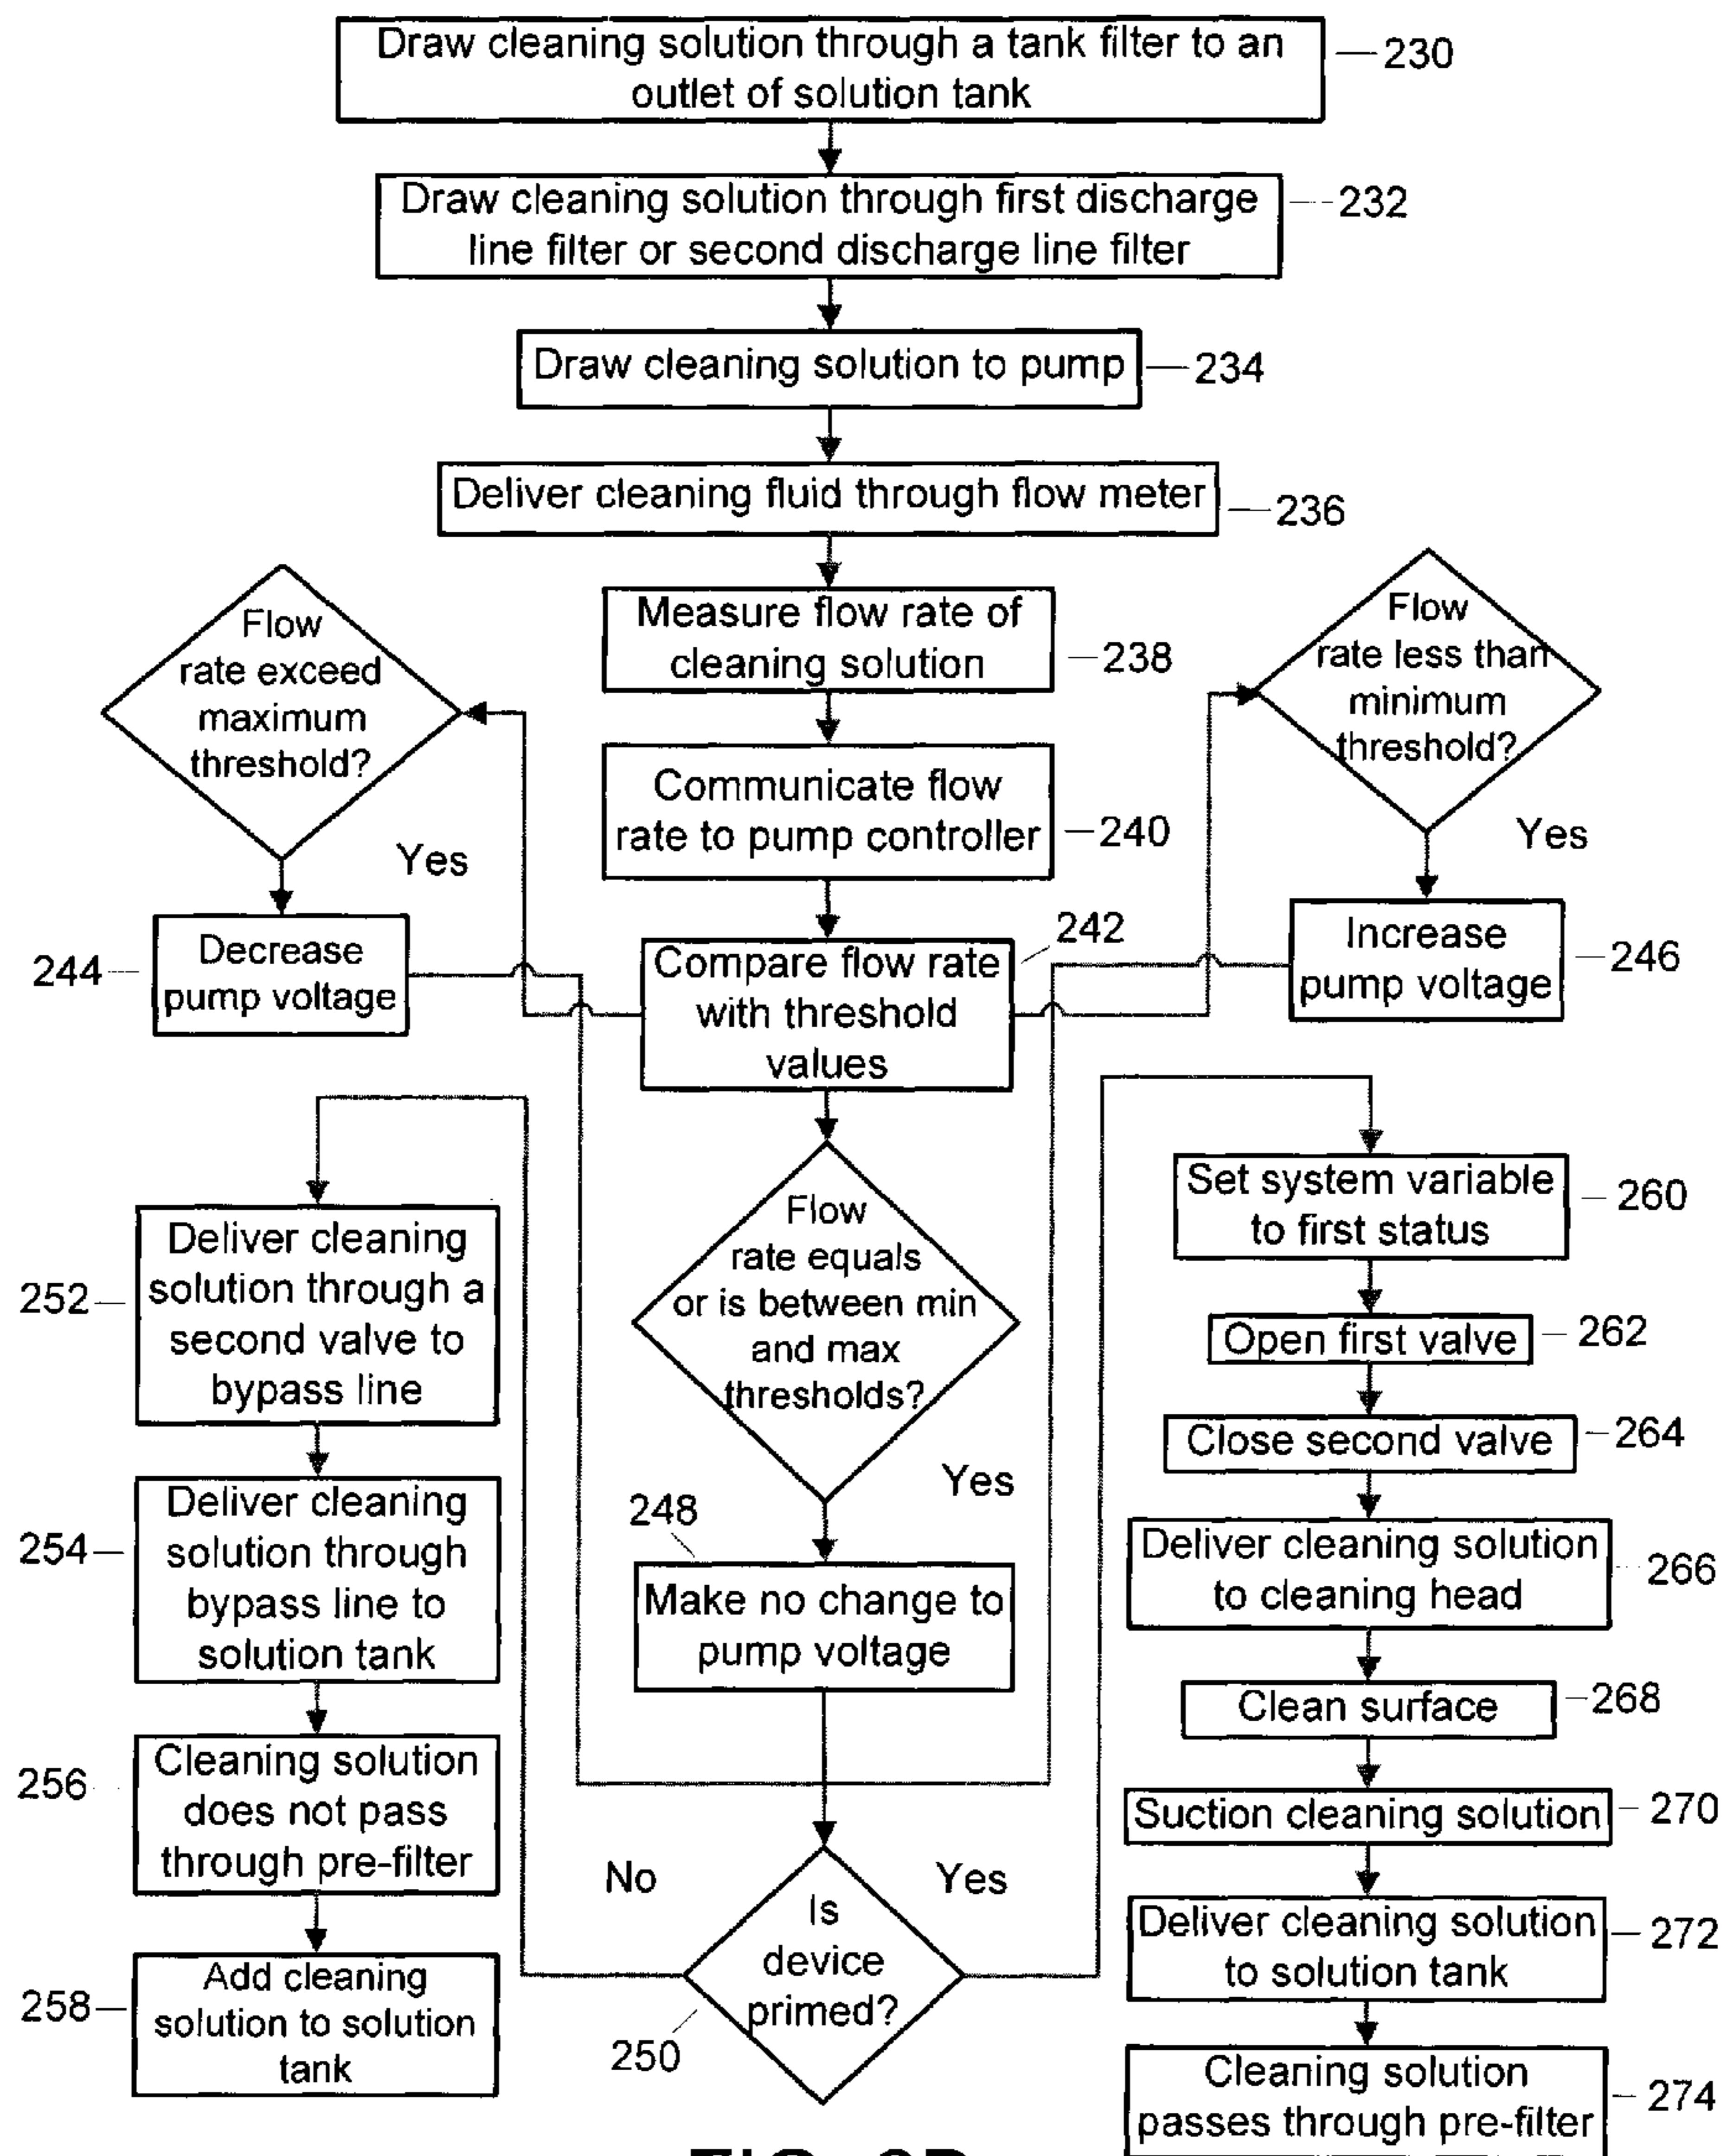 Draw cleaning solution through a tank filter to an
outlet of solution tank
230
Draw cleaning solution through first discharge
line filter or second discharge line filter
232
Draw cleaning solution to pump
234
Deliver cleaning fluid through flow meter
236
Measure flow rate of
cleaning solution
238
Communicate flow
rate to pump controller
240
Compare flow rate
with threshold
values
242
Flow
rate exceed
maximum
threshold?
Yes
Decrease
pump voltage
244
Flow
rate less than
minimum
threshold?
Yes
Increase
pump voltage
246
Flow
rate equals
or is between min
and max
thresholds?
Yes
248
Make no change to
pump voltage
Is
device
primed?
250
No
Yes
Deliver cleaning
solution through a
second valve to
bypass line
252
Deliver cleaning
solution through
bypass line to
solution tank
254
Cleaning solution
does not pass
through pre-filter
256
Add cleaning
solution to solution
tank
258
Set system variable
to first status
260
Open first valve
262
Close second valve
264
Deliver cleaning solution
to cleaning head
266
Clean surface
268
Suction cleaning solution
270
Deliver cleaning solution
to solution tank
272
Cleaning solution
passes through pre-filter
274